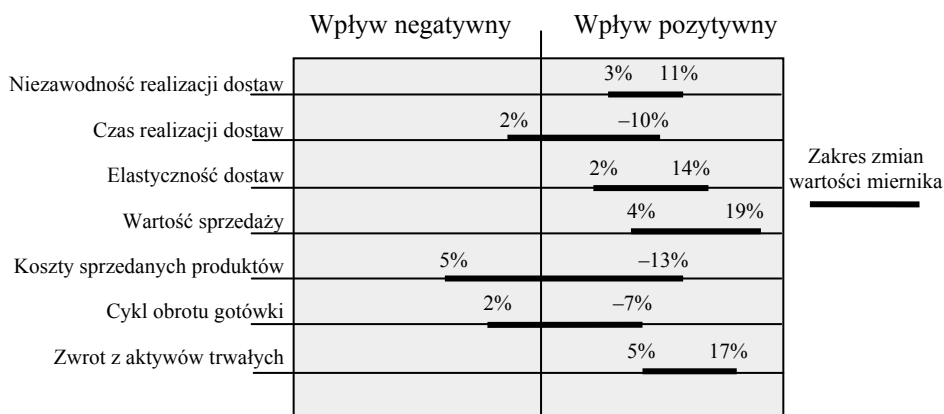 Wpływ negatywny
Wpływ pozytywny
Niezawodność realizacji dostaw
3%
11%
Czas realizacji dostaw
2%
–10%
Elastyczność dostaw
2%
14%
Wartość sprzedaży
4%
19%
Koszty sprzedanych produktów
5%
–13%
Cykl obrotu gotówki
2%
–7%
Zwrot z aktywów trwałych
5%
17%
Zakres zmian
wartości miernika